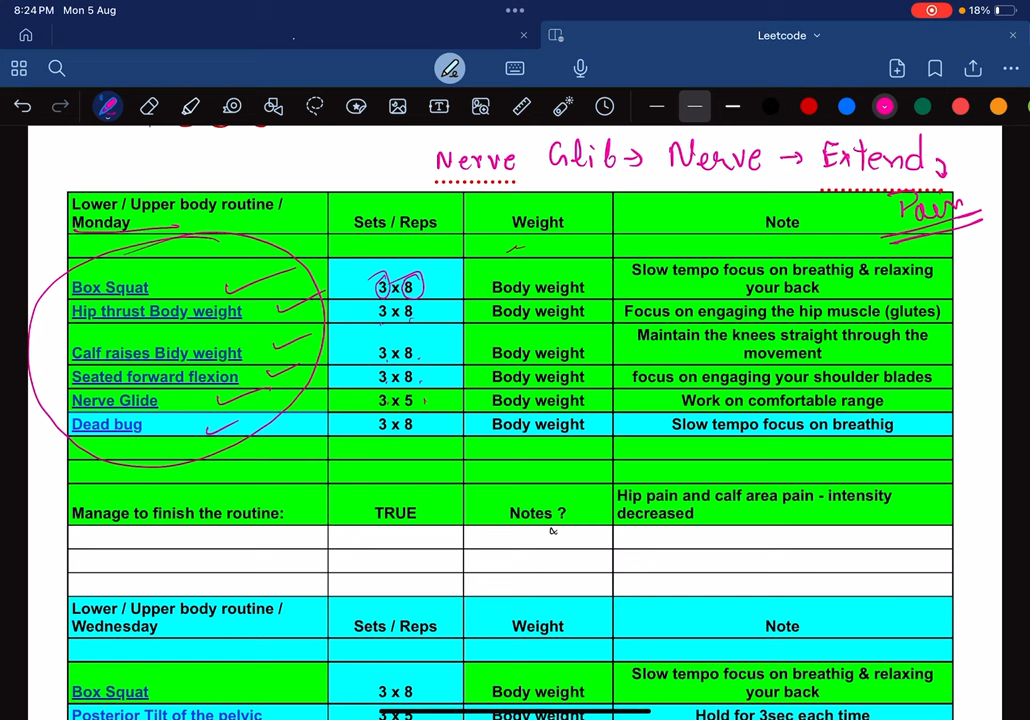 8:24 PM Mon 5 Aug
18%
Leetcode
Nerve Glib → Nerve → Extend
Pain
Lower / Upper body routine / Monday Sets / Reps Weight Note
Box Squat 3 x 8 Body weight Slow tempo focus on breathig & relaxing your back
Hip thrust Body weight 3 x 8 Body weight Focus on engaging the hip muscle (glutes)
Calf raises Bidy weight 3 x 8 Body weight Maintain the knees straight through the movement
Seated forward flexion 3 x 8 Body weight focus on engaging your shoulder blades
Nerve Glide 3 x 5 Body weight Work on comfortable range
Dead bug 3 x 8 Body weight Slow tempo focus on breathig
Manage to finish the routine: TRUE Notes ? Hip pain and calf area pain - intensity decreased
Lower / Upper body routine / Wednesday Sets / Reps Weight Note
Box Squat 3 x 8 Body weight Slow tempo focus on breathig & relaxing your back
Posterior Tilt of the pelvic 3 x 5 Body weight Hold for 3sec each time